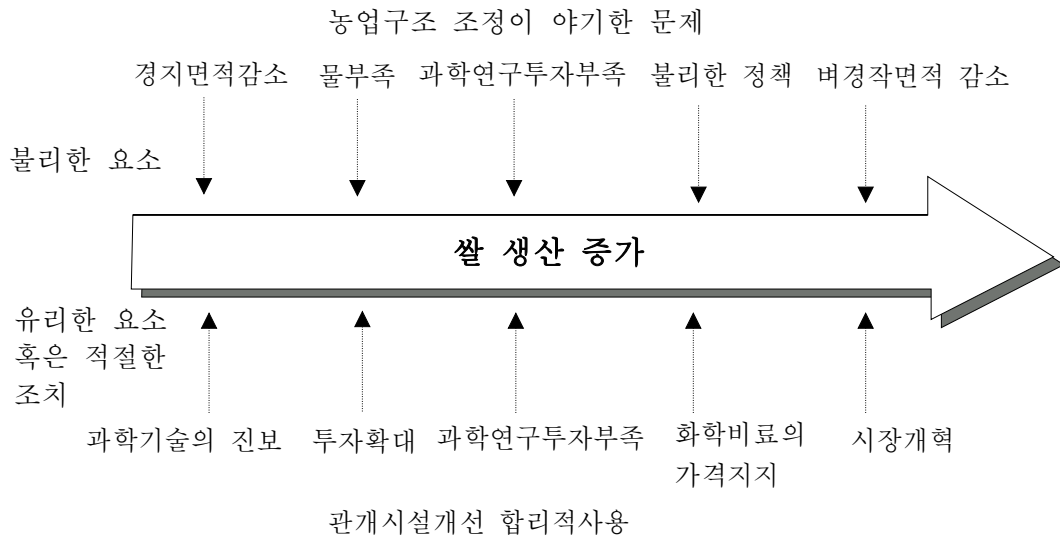 농업구조 조정이 야기한 문제
경지면적감소 물부족 과학연구투자부족 불리한 정책 벼경작면적 감소
불리한 요소
쌀 생산 증가
유리한 요소
혹은 적절한
조치
과학기술의 진보 투자확대 과학연구투자부족 화학비료의 시장개혁
가격지지
관개시설개선 합리적사용